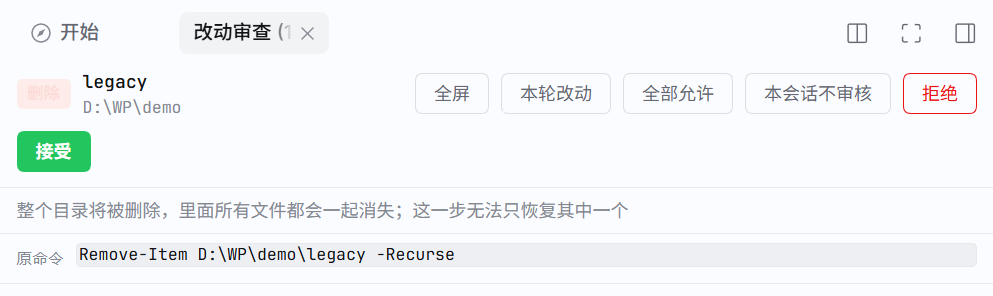 开始
改动审查 (1
删除
legacy
D:\WP\demo
全屏
本轮改动
全部允许
本会话不审核
拒绝
接受
整个目录将被删除，里面所有文件都会一起消失；这一步无法只恢复其中一个
原命令
Remove-Item D:\WP\demo\legacy -Recurse